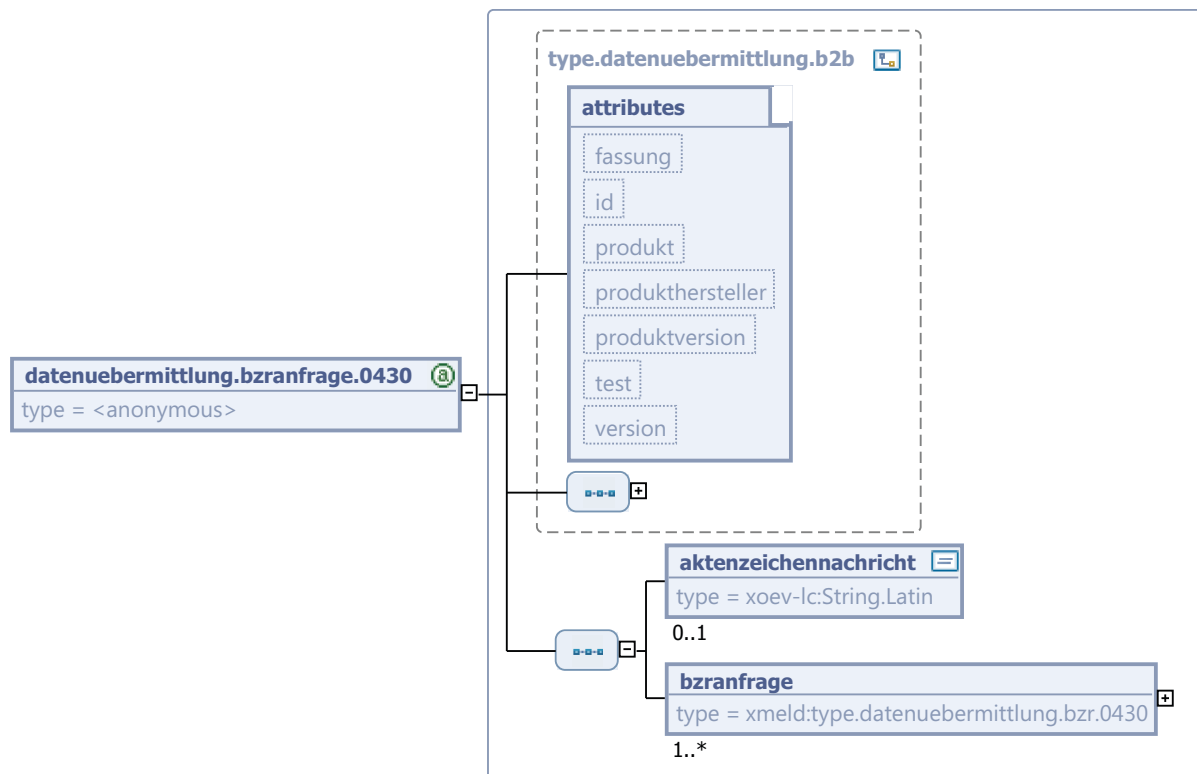 type.datenuebermittlung.b2b
attributes
fassung
id
produkt
produkthersteller
produktversion
test
version
datenuebermittlung.bzranfrage.0430 a
type = <anonymous>
aktenzeichennachricht
type = xoev-lc:String.Latin
0..1
bzranfrage
type = xmeld:type.datenuebermittlung.bzr.0430
1..*